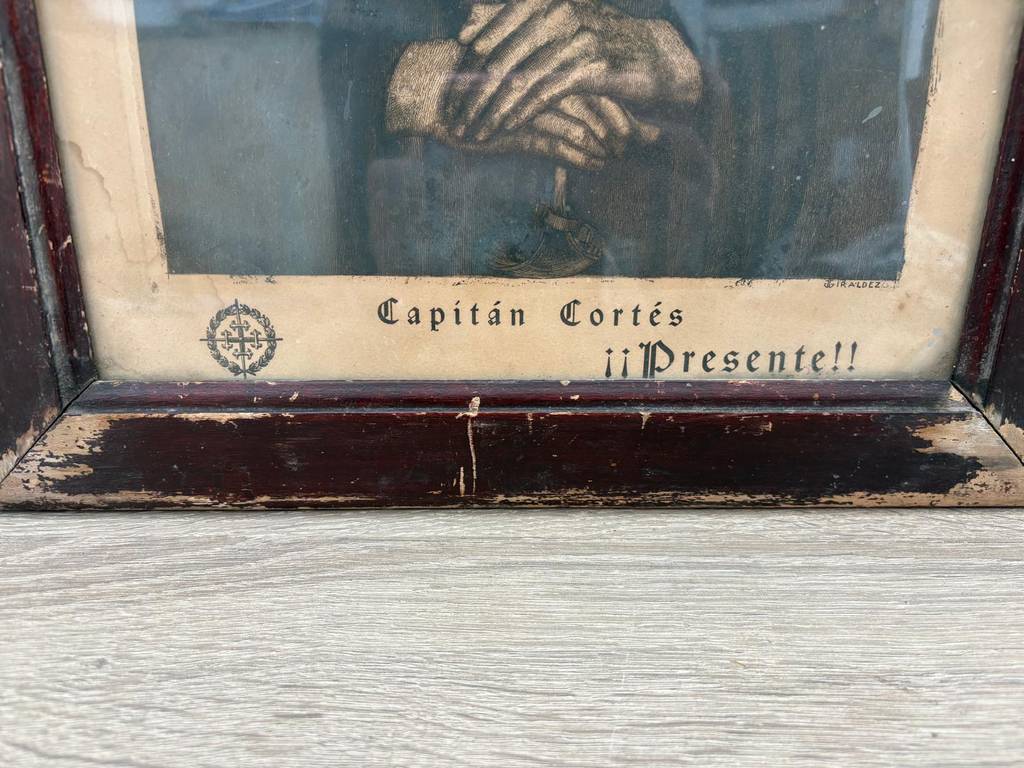 GIRALDEZ
Capitán Cortés
¡¡Presente!!